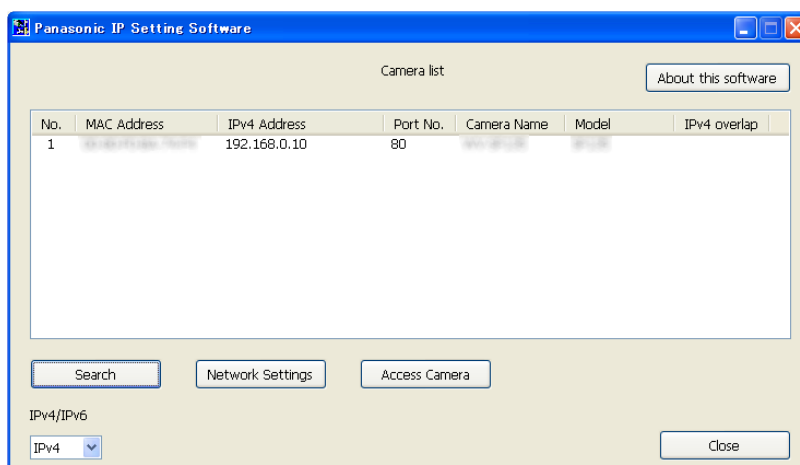 Panasonic IP Setting Software
Camera list
About this software
No. MAC Address IPv4 Address Port No. Camera Name Model IPv4 overlap
1 192.168.0.10 80
Search Network Settings Access Camera
IPv4/IPv6
IPv4 Close